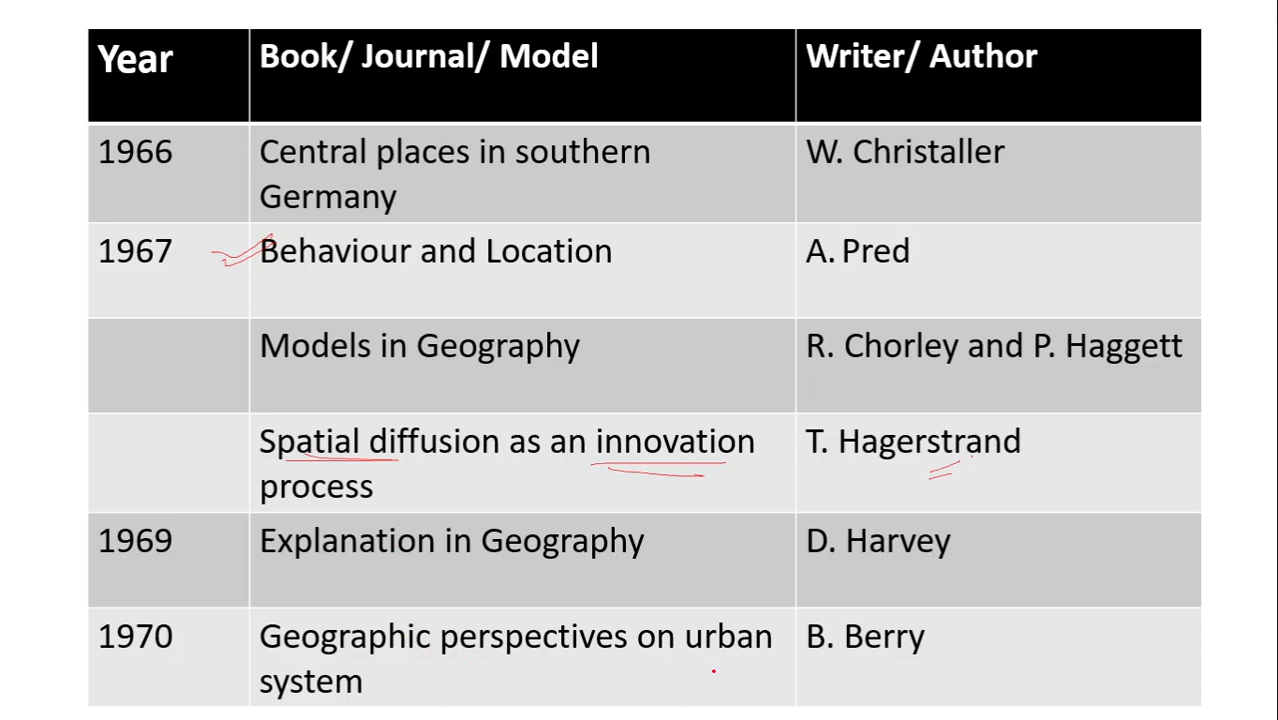 Year Book/ Journal/ Model Writer/ Author
1966 Central places in southern W. Christaller
Germany
1967 Behaviour and Location A. Pred
Models in Geography R. Chorley and P. Haggett
Spatial diffusion as an innovation T. Hagerstrand
process
1969 Explanation in Geography D. Harvey
1970 Geographic perspectives on urban B. Berry
system